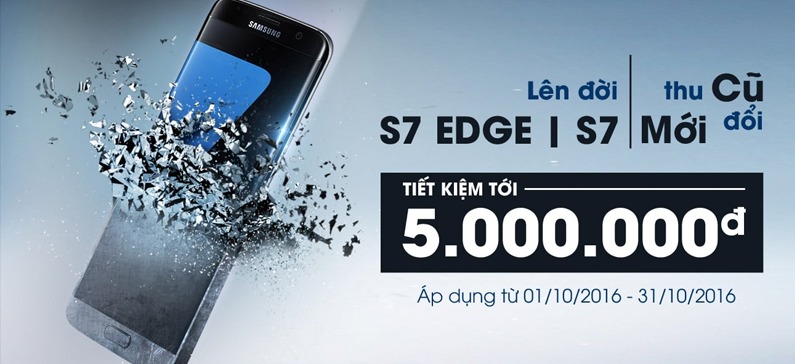 SAMSUNG
Lên đời
S7 EDGE | S7
thu Cũ
đổi
Mới
TIẾT KIỆM TỚI
5.000.000đ
Áp dụng từ 01/10/2016 - 31/10/2016